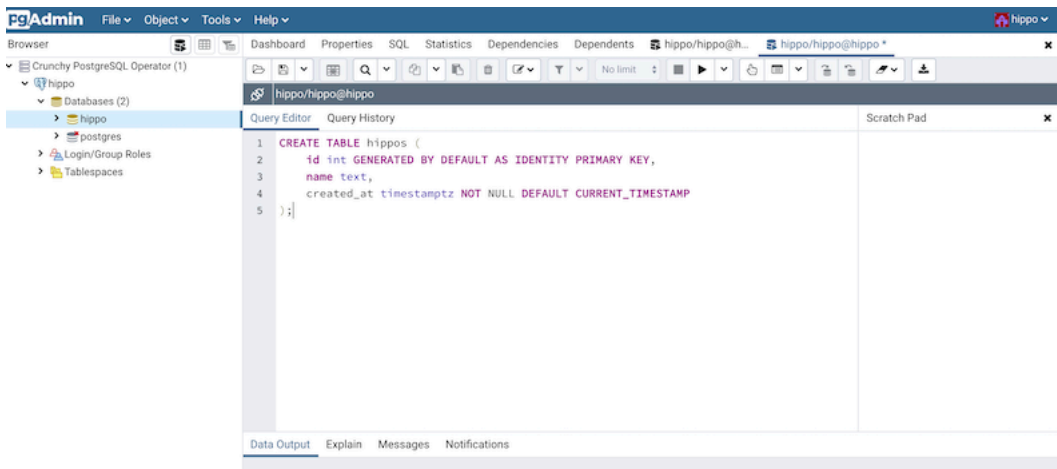 pgAdmin File Object Tools Help hippo
Browser
Dashboard Properties SQL Statistics Dependencies Dependents hippo/hippo@h... hippo/hippo@hippo *
Crunchy PostgreSQL Operator (1)
hippo
Databases (2)
hippo
postgres
Login/Group Roles
Tablespaces
No limit
hippo/hippo@hippo
Query Editor Query History
Scratch Pad
1 CREATE TABLE hippos (
2 id int GENERATED BY DEFAULT AS IDENTITY PRIMARY KEY,
3 name text,
4 created_at timestamptz NOT NULL DEFAULT CURRENT_TIMESTAMP
5 );
Data Output Explain Messages Notifications